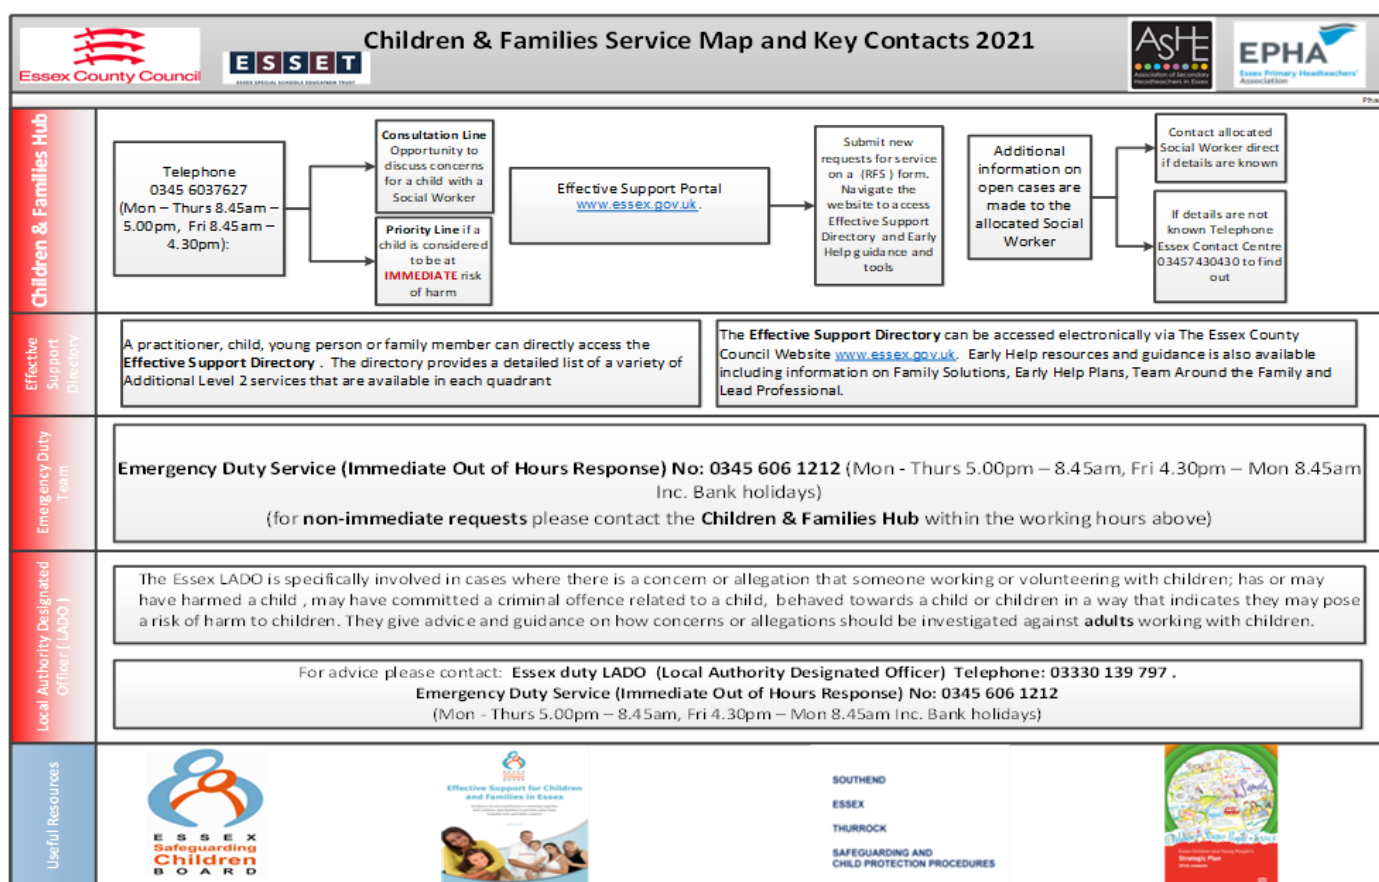 Children & Families Service Map and Key Contacts 2021
Essex County Council
ESSET
ESSEX SPECIAL SCHOOLS EDUCATION TRUST
ASHE
Association of Secondary
Headteachers in Essex
EPHA
Essex Primary Headteachers'
Association
Pha
Children & Families Hub
Telephone
0345 6037627
(Mon – Thurs 8.45am –
5.00pm, Fri 8.45am –
4.30pm):
Consultation Line
Opportunity to
discuss concerns
for a child with a
Social Worker
Priority Line if a
child is considered
to be at
IMMEDIATE risk
of harm
Effective Support Portal
www.essex.gov.uk.
Submit new
requests for service
on a (RFS ) form.
Navigate the
website to access
Effective Support
Directory and Early
Help guidance and
tools
Additional
information on
open cases are
made to the
allocated Social
Worker
Contact allocated
Social Worker direct
if details are known
If details are not
known Telephone
Essex Contact Centre
03457430430 to find
out
Effective
Support
Directory
A practitioner, child, young person or family member can directly access the
Effective Support Directory . The directory provides a detailed list of a variety of
Additional Level 2 services that are available in each quadrant
The Effective Support Directory can be accessed electronically via The Essex County
Council Website www.essex.gov.uk. Early Help resources and guidance is also available
including information on Family Solutions, Early Help Plans, Team Around the Family and
Lead Professional.
Emergency Duty
Team
Emergency Duty Service (Immediate Out of Hours Response) No: 0345 606 1212 (Mon - Thurs 5.00pm – 8.45am, Fri 4.30pm – Mon 8.45am
Inc. Bank holidays)
(for non-immediate requests please contact the Children & Families Hub within the working hours above)
Local Authority Designated
Officer ( LADO )
The Essex LADO is specifically involved in cases where there is a concern or allegation that someone working or volunteering with children; has or may
have harmed a child , may have committed a criminal offence related to a child, behaved towards a child or children in a way that indicates they may pose
a risk of harm to children. They give advice and guidance on how concerns or allegations should be investigated against adults working with children.
For advice please contact: Essex duty LADO (Local Authority Designated Officer) Telephone: 03330 139 797 .
Emergency Duty Service (Immediate Out of Hours Response) No: 0345 606 1212
(Mon - Thurs 5.00pm – 8.45am, Fri 4.30pm – Mon 8.45am Inc. Bank holidays)
Useful Resources
ESSEX
Safeguarding
Children
BOARD
Effective Support for Children
and Families in Essex
SOUTHEND
ESSEX
THURROCK
SAFEGUARDING AND
CHILD PROTECTION PROCEDURES
Essex Children and Young People's
Strategic Plan